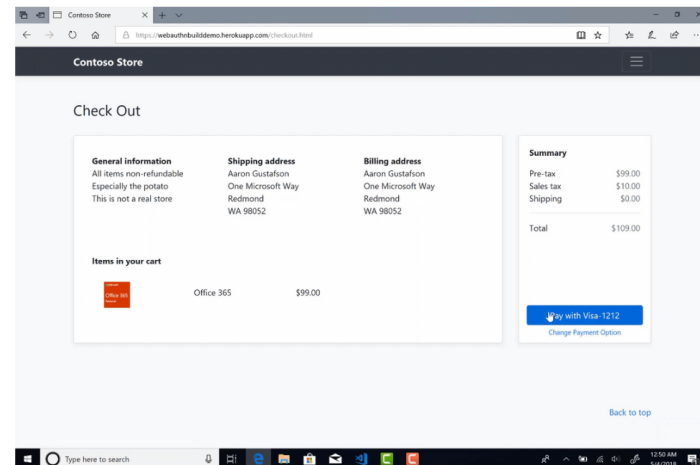 Contoso Store
https://webauthnbuilddemo.herokuapp.com/checkout.html
Contoso Store
Check Out
General information
All items non-refundable
Especially the potato
This is not a real store
Shipping address
Aaron Gustafson
One Microsoft Way
Redmond
WA 98052
Billing address
Aaron Gustafson
One Microsoft Way
Redmond
WA 98052
Items in your cart
Office 365
Office 365 $99.00
Summary
Pre-tax $99.00
Sales tax $10.00
Shipping $0.00
Total $109.00
Pay with Visa-1212
Change Payment Option
Back to top
Type here to search
12:50 AM
5/4/2018